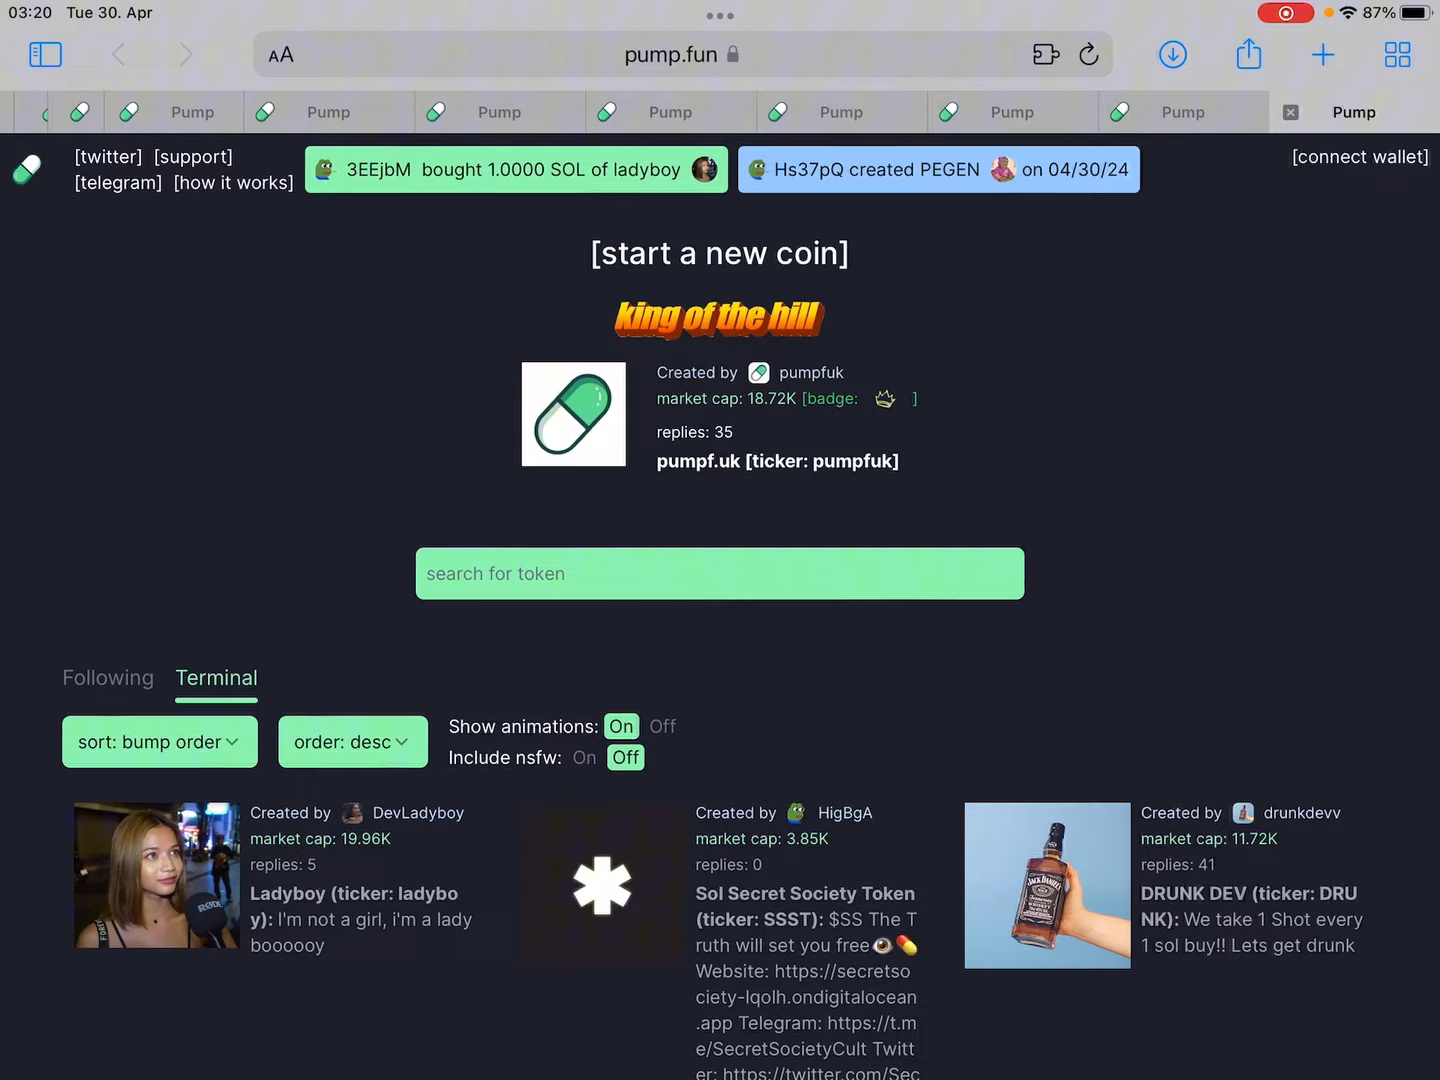 03:20 Tue 30. Apr
87%
AA
pump.fun
Pump
Pump
Pump
Pump
Pump
Pump
Pump
Pump
[twitter] [support]
[telegram] [how it works]
3EEjbM bought 1.0000 SOL of ladyboy
Hs37pQ created PEGEN on 04/30/24
[connect wallet]
[start a new coin]
king of the hill
Created by pumpfuk
market cap: 18.72K [badge: ]
replies: 35
pumpf.uk [ticker: pumpfuk]
search for token
Following Terminal
sort: bump order
order: desc
Show animations: On Off
Include nsfw: On Off
Created by DevLadyboy
market cap: 19.96K
replies: 5
Ladyboy (ticker: ladybo
y): I'm not a girl, i'm a lady
boooooy
RØDE
Created by HigBgA
market cap: 3.85K
replies: 0
Sol Secret Society Token
(ticker: SSST): $SS The T
ruth will set you free👁💊
Website: https://secretso
ciety-lqolh.ondigitalocean
.app Telegram: https://t.m
e/SecretSocietyCult Twitt
er: https://twitter.com/Sec
JACK DANIEL'S
Created by drunkdevv
market cap: 11.72K
replies: 41
DRUNK DEV (ticker: DRU
NK): We take 1 Shot every
1 sol buy!! Lets get drunk